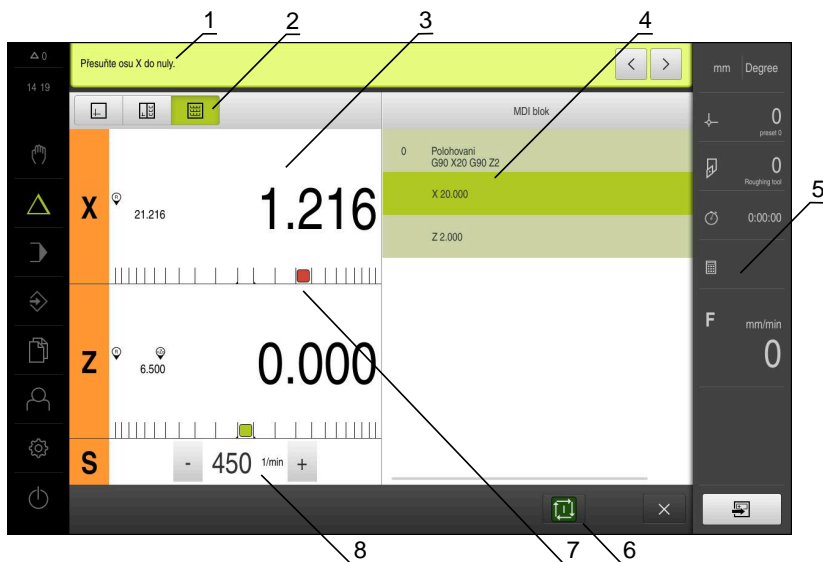 1
2
3
4
0
14 19
Přesuňte osu X do nuly.
< >
mm Degree
MDI blok
0
preset 0
0
Roughing tool
5
0:00:00
0 Polohovani
G90 X20 G90 Z2
X 20.000
Z 2.000
X
R
21.216
1.216
F mm/min
0
Z
R
6.500
0.000
S
- 450 1/min +
8
7
6